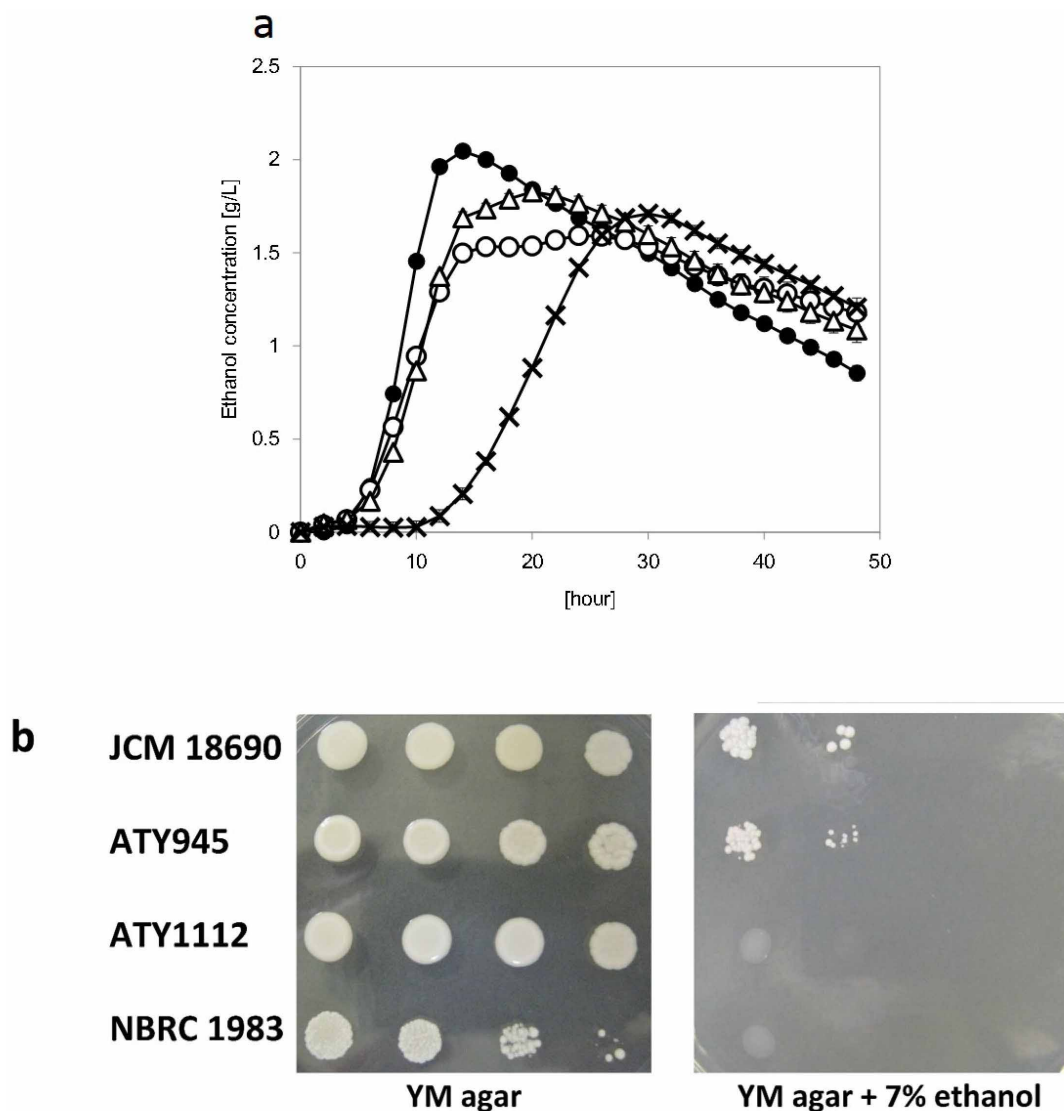 a
2.5
2
1.5
1
0.5
0
Ethanol concentration [g/L]
0 10 20 30 40 50
[hour]
b
JCM 18690
ATY945
ATY1112
NBRC 1983
YM agar YM agar + 7% ethanol